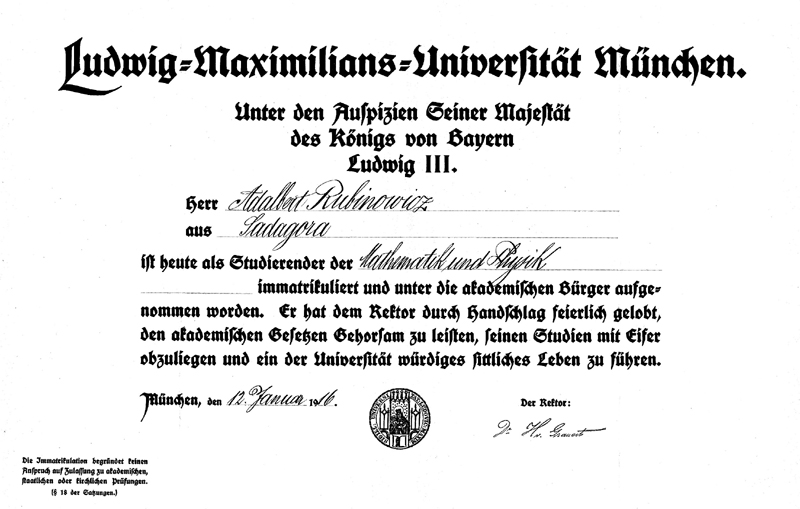 Ludwig-Maximilians-Universität München.
Unter den Auspizien Seiner Majestät
des Königs von Bayern
Ludwig III.
Herr Adalbert Rubinowicz
aus Sadagora
ist heute als Studierender der Mathematik und Physik
immatrikuliert und unter die akademischen Bürger aufge-
nommen worden. Er hat dem Rektor durch Handschlag feierlich gelobt,
den akademischen Gesetzen Gehorsam zu leisten, seinen Studien mit Eifer
obzuliegen und ein der Universität würdiges sittliches Leben zu führen.
München, den 12. Januar 1916.
Der Rektor:
Dr. H. v. Grauert
Die Immatrikulation begründet keinen
Anspruch auf Zulassung zu akademischen,
staatlichen oder kirchlichen Prüfungen.
(§ 18 der Satzungen.)